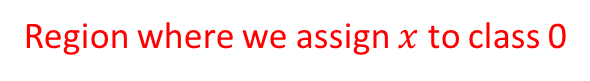 Region where we assign 𝑥 to class 0